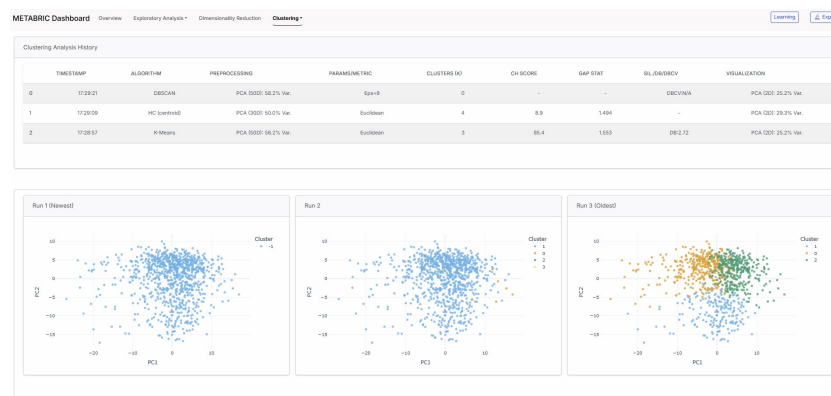 METABRIC Dashboard Overview Exploratory Analysis Dimensionality Reduction Clustering Learning
Clustering Analysis History
TIMESTAMP ALGORITHM PREPROCESSING PARAMS/METRIC CLUSTERS (K) CH SCORE GAP STAT SIL./DB/DBCV VISUALIZATION
0 17:29:21 DBSCAN PCA (50D): 58.2% Var. Eps=9 0 - - DBCV:N/A PCA (2D): 25.2% Var.
1 17:29:09 HC (centroid) PCA (30D): 50.0% Var. Euclidean 4 8.9 1.494 - PCA (2D): 29.3% Var.
2 17:28:57 K-Means PCA (50D): 58.2% Var. Euclidean 3 95.4 1.553 DB:2.72 PCA (2D): 25.2% Var.
Run 1 (Newest) Run 2 Run 3 (Oldest)
Cluster Cluster Cluster
-1 1 1
0 0
2 2
3
10 10 10
5 5 5
0 0 0
−5 −5 −5
−10 −10 −10
−15 −15 −15
PC2 PC2 PC2
−20 −10 0 10 −20 −10 0 10 −20 −10 0 10
PC1 PC1 PC1